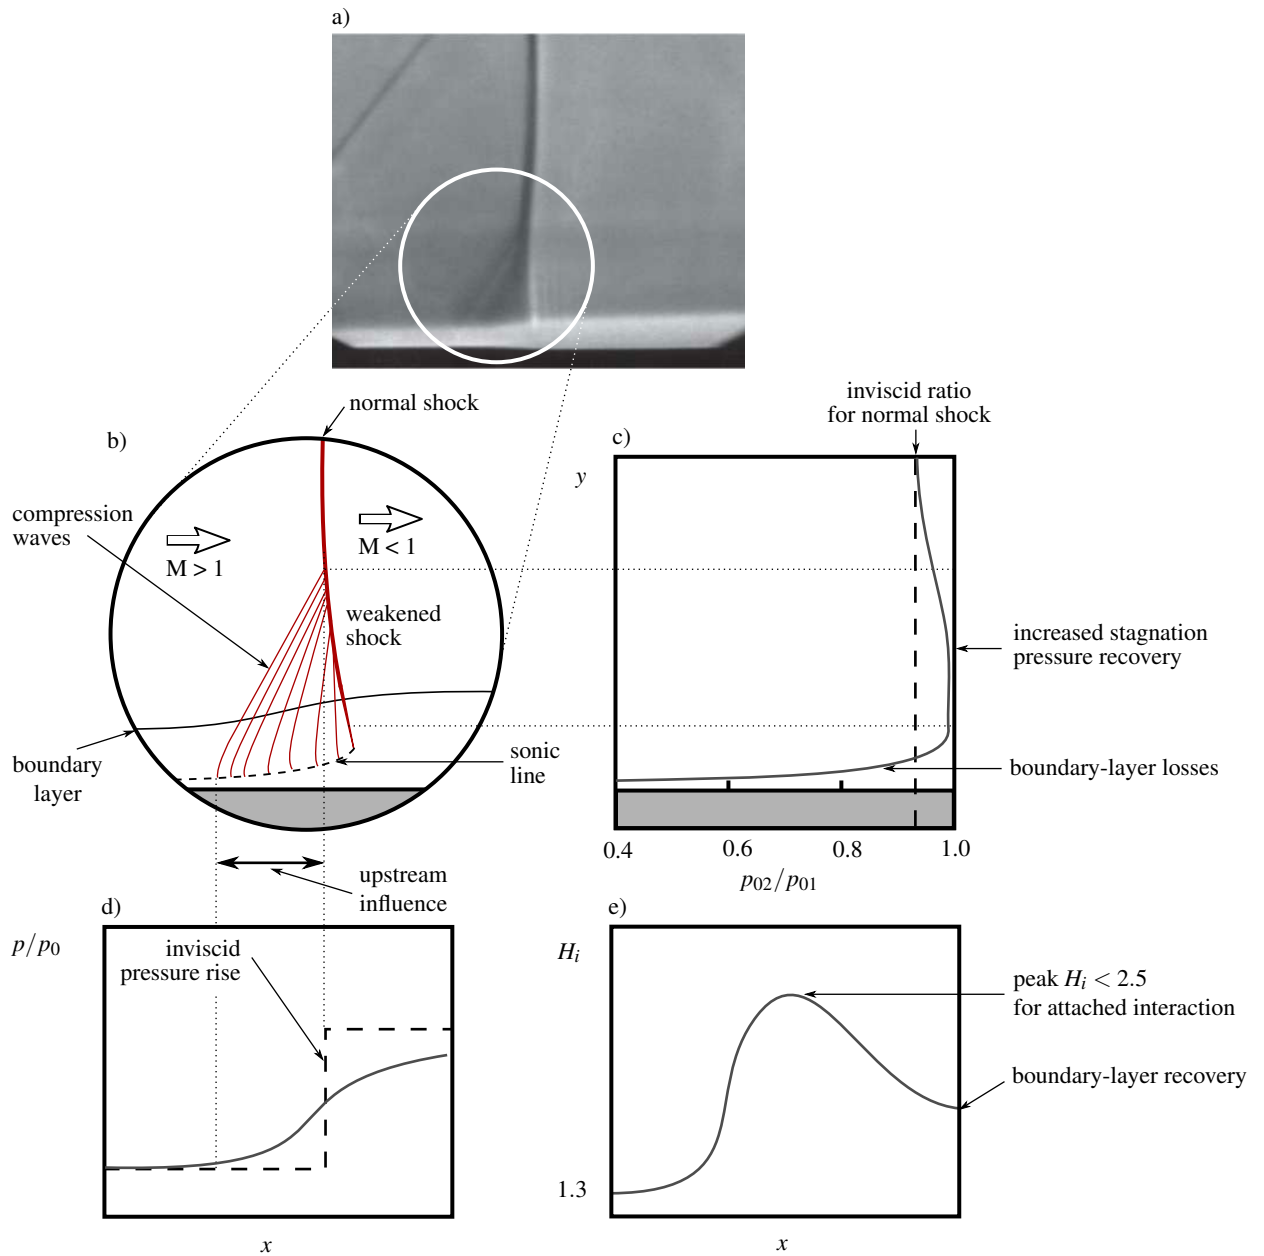 a)
normal shock
b)
compression
waves
M > 1
M < 1
weakened
shock
boundary
layer
sonic
line
upstream
influence
inviscid ratio
for normal shock
c)
y
increased stagnation
pressure recovery
boundary-layer losses
0.4 0.6 0.8 1.0
p02/p01
d)
p/p0
inviscid
pressure rise
x
e)
Hi
peak Hi < 2.5
for attached interaction
boundary-layer recovery
1.3
x